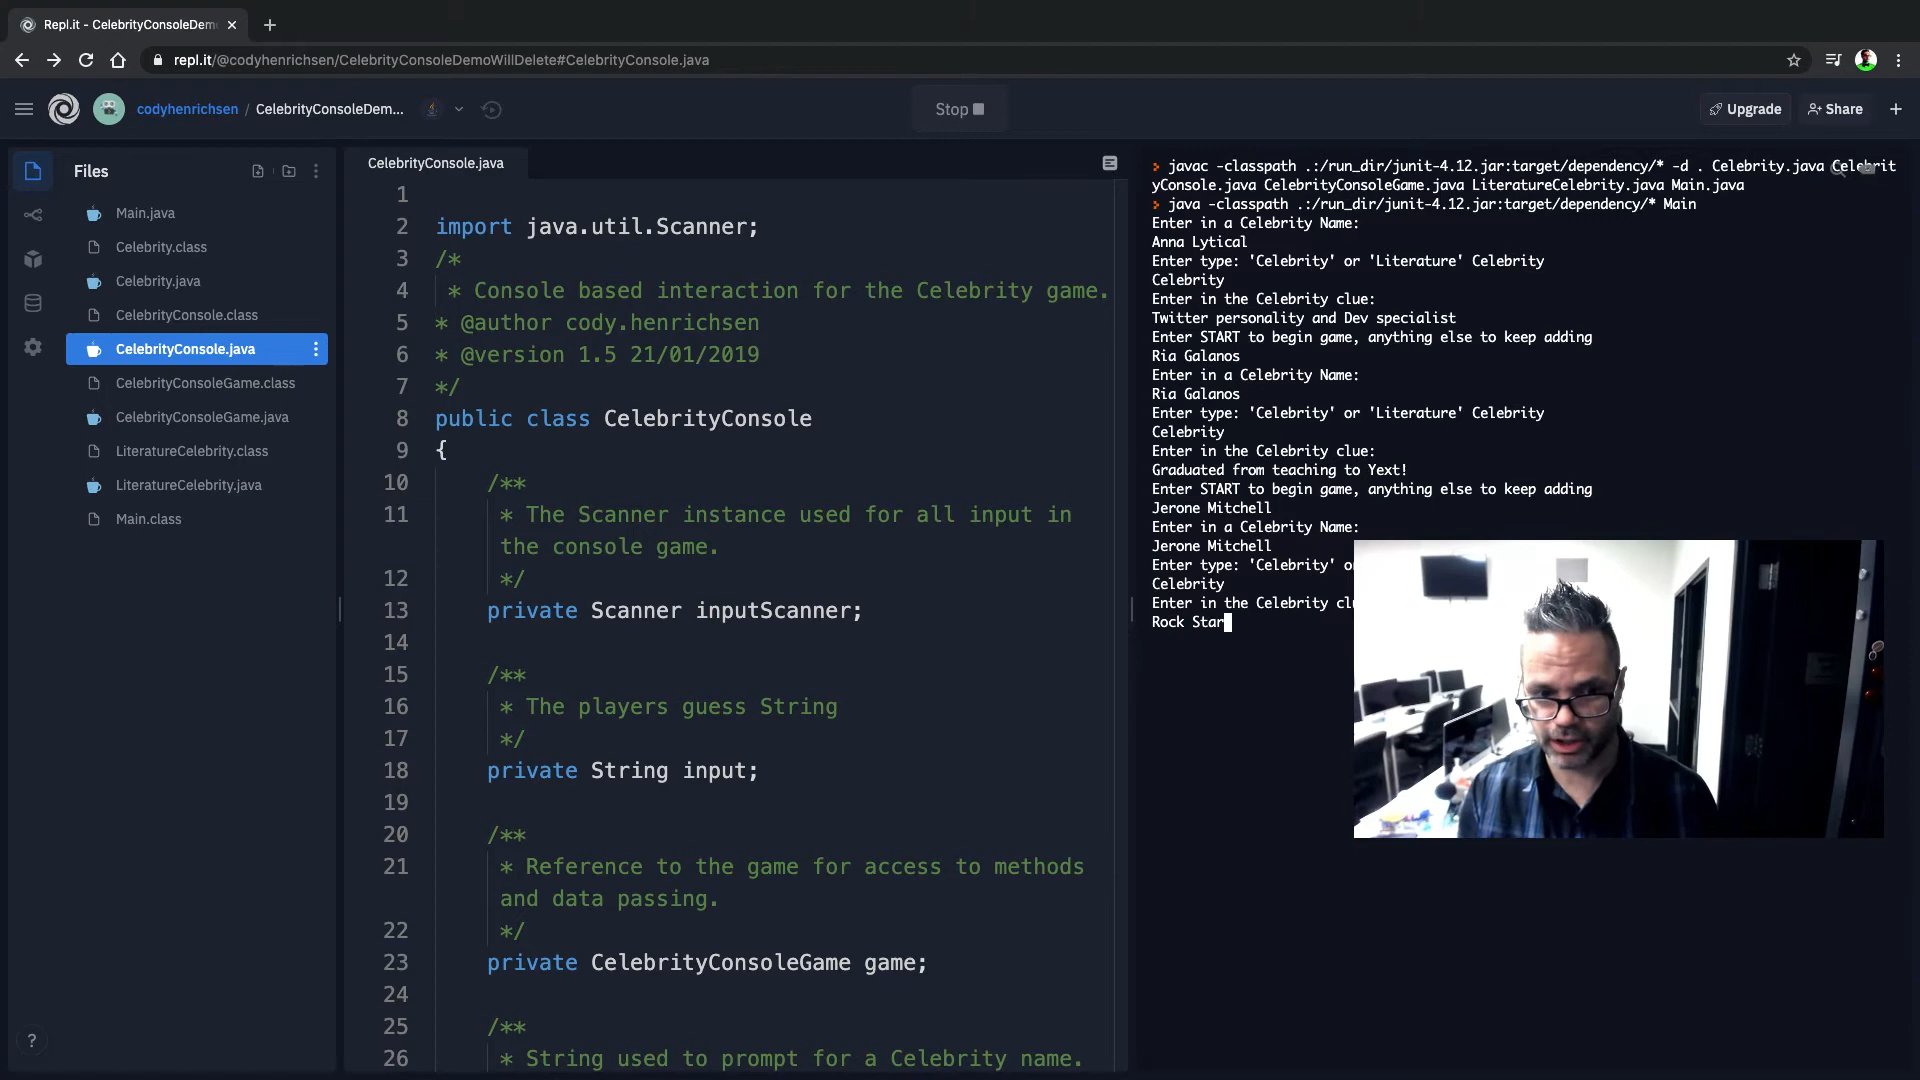 Repl.it - CelebrityConsoleDem
repl.it/@codyhenrichsen/CelebrityConsoleDemoWillDelete#CelebrityConsole.java
codyhenrichsen / CelebrityConsoleDem...
Stop
Upgrade
Share
Files
Main.java
Celebrity.class
Celebrity.java
CelebrityConsole.class
CelebrityConsole.java
CelebrityConsoleGame.class
CelebrityConsoleGame.java
LiteratureCelebrity.class
LiteratureCelebrity.java
Main.class
?
CelebrityConsole.java
1
2 import java.util.Scanner;
3 /*
4 * Console based interaction for the Celebrity game.
5 * @author cody.henrichsen
6 * @version 1.5 21/01/2019
7 */
8 public class CelebrityConsole
9 {
10 /**
11 * The Scanner instance used for all input in
the console game.
12 */
13 private Scanner inputScanner;
14
15 /**
16 * The players guess String
17 */
18 private String input;
19
20 /**
21 * Reference to the game for access to methods
and data passing.
22 */
23 private CelebrityConsoleGame game;
24
25 /**
26 * String used to prompt for a Celebrity name.
javac -classpath .:/run_dir/junit-4.12.jar:target/dependency/* -d . Celebrity.java Celebrit
yConsole.java CelebrityConsoleGame.java LiteratureCelebrity.java Main.java
java -classpath .:/run_dir/junit-4.12.jar:target/dependency/* Main
Enter in a Celebrity Name:
Anna Lytical
Enter type: 'Celebrity' or 'Literature' Celebrity
Celebrity
Enter in the Celebrity clue:
Twitter personality and Dev specialist
Enter START to begin game, anything else to keep adding
Ria Galanos
Enter in a Celebrity Name:
Ria Galanos
Enter type: 'Celebrity' or 'Literature' Celebrity
Celebrity
Enter in the Celebrity clue:
Graduated from teaching to Yext!
Enter START to begin game, anything else to keep adding
Jerone Mitchell
Enter in a Celebrity Name:
Jerone Mitchell
Enter type: 'Celebrity' o
Celebrity
Enter in the Celebrity cl
Rock Star